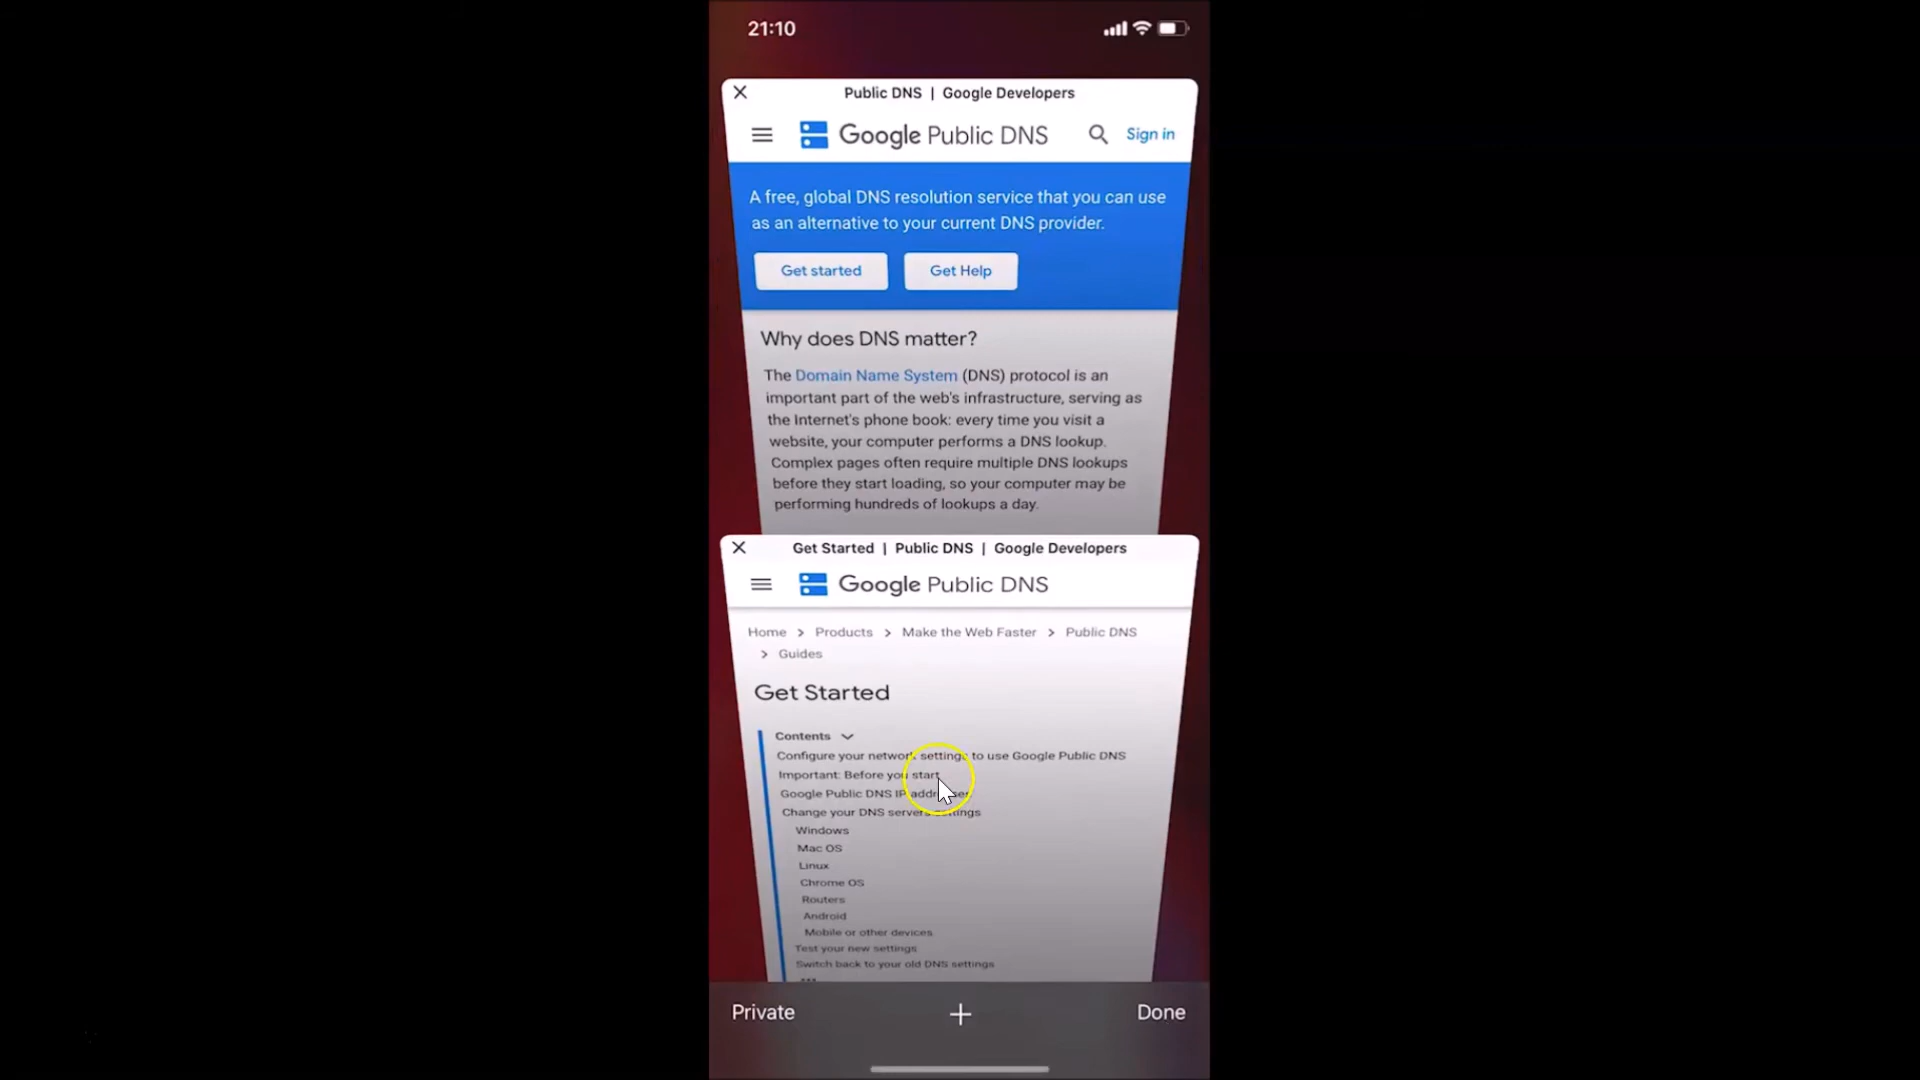 21:10
Public DNS | Google Developers
Google Public DNS
Sign in
A free, global DNS resolution service that you can use
as an alternative to your current DNS provider.
Get started
Get Help
Why does DNS matter?
The Domain Name System (DNS) protocol is an
important part of the web's infrastructure, serving as
the Internet's phone book: every time you visit a
website, your computer performs a DNS lookup.
Complex pages often require multiple DNS lookups
before they start loading, so your computer may be
performing hundreds of lookups a day.
Get Started | Public DNS | Google Developers
Google Public DNS
Home > Products > Make the Web Faster > Public DNS
> Guides
Get Started
Contents
Configure your network settings to use Google Public DNS
Important: Before you start
Google Public DNS IP addresses
Change your DNS servers settings
Windows
Mac OS
Linux
Chrome OS
Routers
Android
Mobile or other devices
Test your new settings
Switch back to your old DNS settings
Private
Done